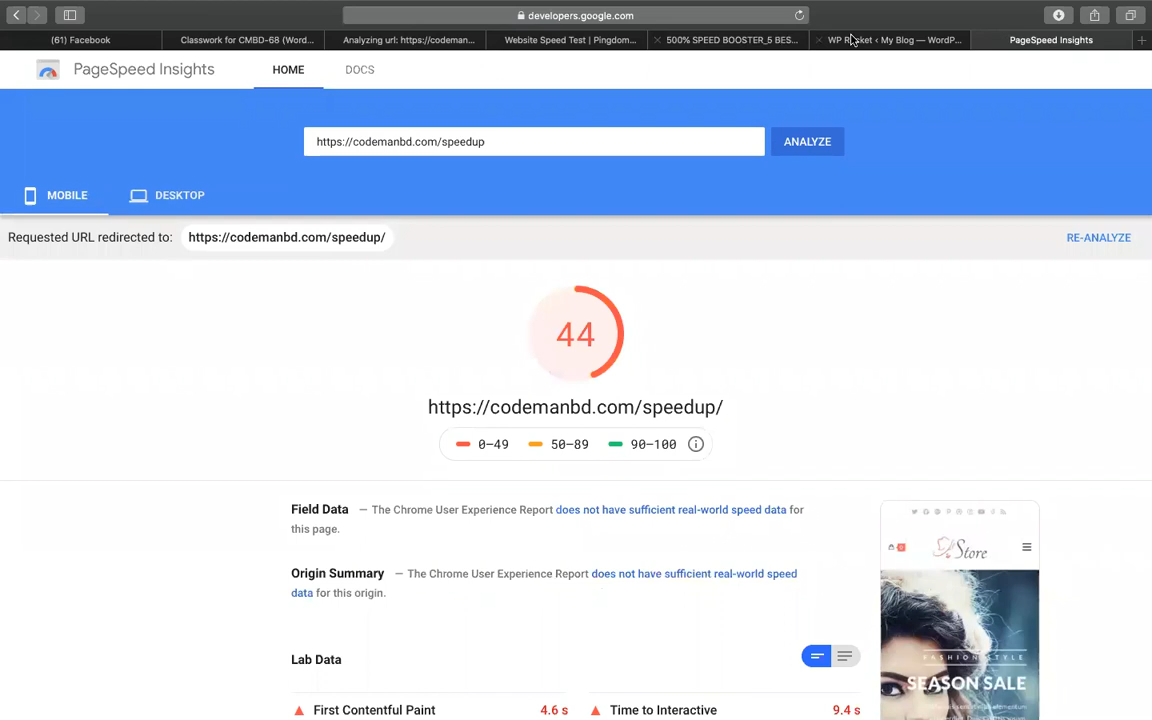 developers.google.com
(61) Facebook
Classwork for CMBD-68 (Word...
Analyzing url: https://codeman...
Website Speed Test | Pingdom...
500% SPEED BOOSTER_5 BES...
WP Rocket ‹ My Blog — WordP...
PageSpeed Insights
PageSpeed Insights
HOME
DOCS
https://codemanbd.com/speedup
ANALYZE
MOBILE
DESKTOP
Requested URL redirected to: https://codemanbd.com/speedup/
RE-ANALYZE
44
https://codemanbd.com/speedup/
0–49 50–89 90–100
Field Data — The Chrome User Experience Report does not have sufficient real-world speed data for
this page.
Origin Summary — The Chrome User Experience Report does not have sufficient real-world speed
data for this origin.
Lab Data
First Contentful Paint 4.6 s
Time to Interactive 9.4 s
0
Store
FASHION STYLE
SEASON SALE